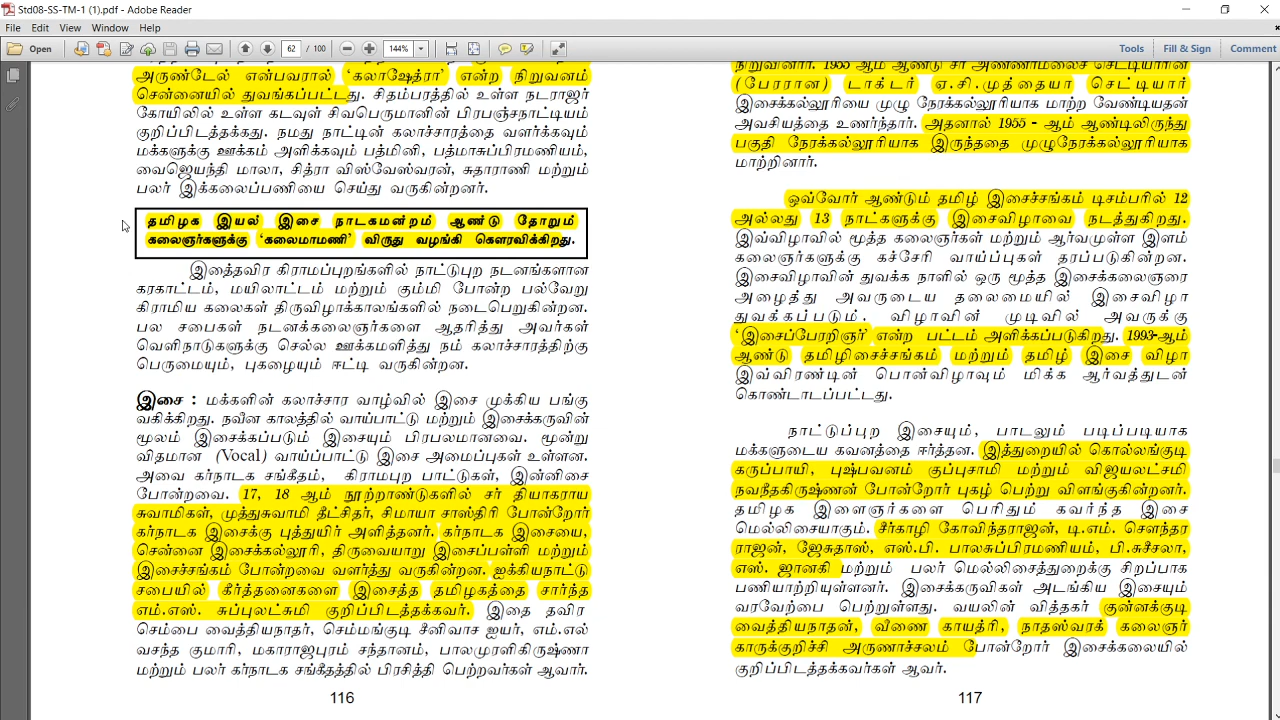 Std08-SS-TM-1 (1).pdf - Adobe Reader
File Edit View Window Help
Open 62 / 100 144% Tools Fill & Sign Comment
அருண்டேல் என்பவரால் ‘கலாஷேத்ரா’ என்ற நிறுவனம்
சென்னையில் துவங்கப்பட்டது. சிதம்பரத்தில் உள்ள நடராஜர்
கோயிலில் உள்ள கடவுள் சிவபெருமானின் பிரபஞ்சநாட்டியம்
குறிப்பிடத்தக்கது. நமது நாட்டின் கலாச்சாரத்தை வளர்க்கவும்
மக்களுக்கு ஊக்கம் அளிக்கவும் பத்மினி, பத்மாசுப்பிரமணியம்,
வைஜெயந்தி மாலா, சித்ரா விஸ்வேஸ்வரன், சுதாராணி மற்றும்
பலர் இக்கலைப்பணியை செய்து வருகின்றனர்.
தமிழக இயல் இசை நாடகமன்றம் ஆண்டு தோறும்
கலைஞர்களுக்கு ‘கலைமாமணி’ விருது வழங்கி கௌரவிக்கிறது.
இத்தவிர கிராமப்புறங்களில் நாட்டுபுற நடனங்களான
கரகாட்டம், மயிலாட்டம் மற்றும் கும்மி போன்ற பல்வேறு
கிராமிய கலைகள் திருவிழாக்காலங்களில் நடைபெறுகின்றன.
பல சபைகள் நடனக்கலைஞர்களை ஆதரித்து அவர்கள்
வெளிநாடுகளுக்கு செல்ல ஊக்கமளித்து நம் கலாச்சாரத்திற்கு
பெருமையும், புகழையும் ஈட்டி வருகின்றன.
இசை : மக்களின் கலாச்சார வாழ்வில் இசை முக்கிய பங்கு
வகிக்கிறது. நவீன காலத்தில் வாய்பாட்டு மற்றும் இசைக்கருவின்
மூலம் இசைக்கப்படும் இசையும் பிரபலமானவை. மூன்று
விதமான (Vocal) வாய்ப்பாட்டு இசை அமைப்புகள் உள்ளன.
அவை கர்நாடக சங்கீதம், கிராமபுற பாட்டுகள், இன்னிசை
போன்றவை. 17, 18 ஆம் நூற்றாண்டுகளில் சர் தியாகராய
சுவாமிகள், முத்துசுவாமி தீட்சிதர், சிமாயா சாஸ்திரி போன்றோர்
கர்நாடக இசைக்கு புத்துயிர் அளித்தனர். கர்நாடக இசையை,
சென்னை இசைக்கல்லூரி, திருவையாறு இசைப்பள்ளி மற்றும்
இசைச்சங்கம் போன்றவை வளர்த்து வருகின்றன. ஐக்கியநாட்டு
சபையில் கீர்த்தனைகளை இசைத்த தமிழகத்தை சார்ந்த
எம்.எஸ். சுப்புலட்சுமி குறிப்பிடத்தக்கவர். இதை தவிர
செம்பை வைத்தியநாதர், செம்மங்குடி சீனிவாச ஐயர், எம்.எல்
வசந்த குமாரி, மகாராஜபுரம் சந்தானம், பாலமுரளிகிருஷ்ணா
மற்றும் பலர் கர்நாடக சங்கீதத்தில் பிரசித்தி பெற்றவர்கள் ஆவார்.
116
நிறுவினார். 1955 ஆம் ஆண்டு சர் அண்ணாமலைச் செட்டியாரின்
(பேரரான) டாக்டர் ஏ.சி.முத்தையா செட்டியார்
இசைக்கல்லூரியை முழு நேரக்கல்லூரியாக மாற்ற வேண்டியதன்
அவசியத்தை உணர்ந்தார். அதனால் 1955 - ஆம் ஆண்டிலிருந்து
பகுதி நேரக்கல்லூரியாக இருந்ததை முழுநேரக்கல்லூரியாக
மாற்றினார்.
ஒவ்வோர் ஆண்டும் தமிழ் இசைச்சங்கம் டிசம்பரில் 12
அல்லது 13 நாட்களுக்கு இசைவிழாவை நடத்துகிறது.
இவ்விழாவில் மூத்த கலைஞர்கள் மற்றும் ஆர்வமுள்ள இளம்
கலைஞர்களுக்கு கச்சேரி வாய்ப்புகள் தரப்படுகின்றன.
இசைவிழாவின் துவக்க நாளில் ஒரு மூத்த இசைக்கலைஞரை
அழைத்து அவருடைய தலைமையில் இசைவிழா
துவக்கப்படும். விழாவின் முடிவில் அவருக்கு
‘இசைப்பேரறிஞர்’ என்ற பட்டம் அளிக்கப்படுகிறது. 1993-ஆம்
ஆண்டு தமிழிசைச்சங்கம் மற்றும் தமிழ் இசை விழா
இவ்விரண்டின் பொன்விழாவும் மிக்க ஆர்வத்துடன்
கொண்டாடப்பட்டது.
நாட்டுப்புற இசையும், பாடலும் படிப்படியாக
மக்களுடைய கவனத்தை ஈர்த்தன. இத்துறையில் கொல்லங்குடி
கருப்பாயி, புஷ்பவனம் குப்புசாமி மற்றும் விஜயலட்சுமி
நவநீதகிருஷ்ணன் போன்றோர் புகழ் பெற்று விளங்குகின்றனர்.
தமிழக இளைஞர்களை பெரிதும் கவர்ந்த இசை
மெல்லிசையாகும். சீர்காழி கோவிந்தராஜன், டி.எம். சௌந்தர
ராஜன், ஜேசுதாஸ், எஸ்.பி. பாலசுப்பிரமணியம், பி.சுசீலா,
எஸ். ஜானகி மற்றும் பலர் மெல்லிசைத்துறைக்கு சிறப்பாக
பணியாற்றியுள்ளனர். இசைக்கருவிகள் அடங்கிய இசையும்
வரவேற்பை பெற்றுள்ளது. வயலின் வித்தகர் குன்னக்குடி
வைத்தியநாதன், வீணை காயத்ரி, நாதஸ்வரக் கலைஞர்
காருக்குறிச்சி அருணாச்சலம் போன்றோர் இசைக்கலையில்
குறிப்பிடத்தக்கவர்கள் ஆவர்.
117